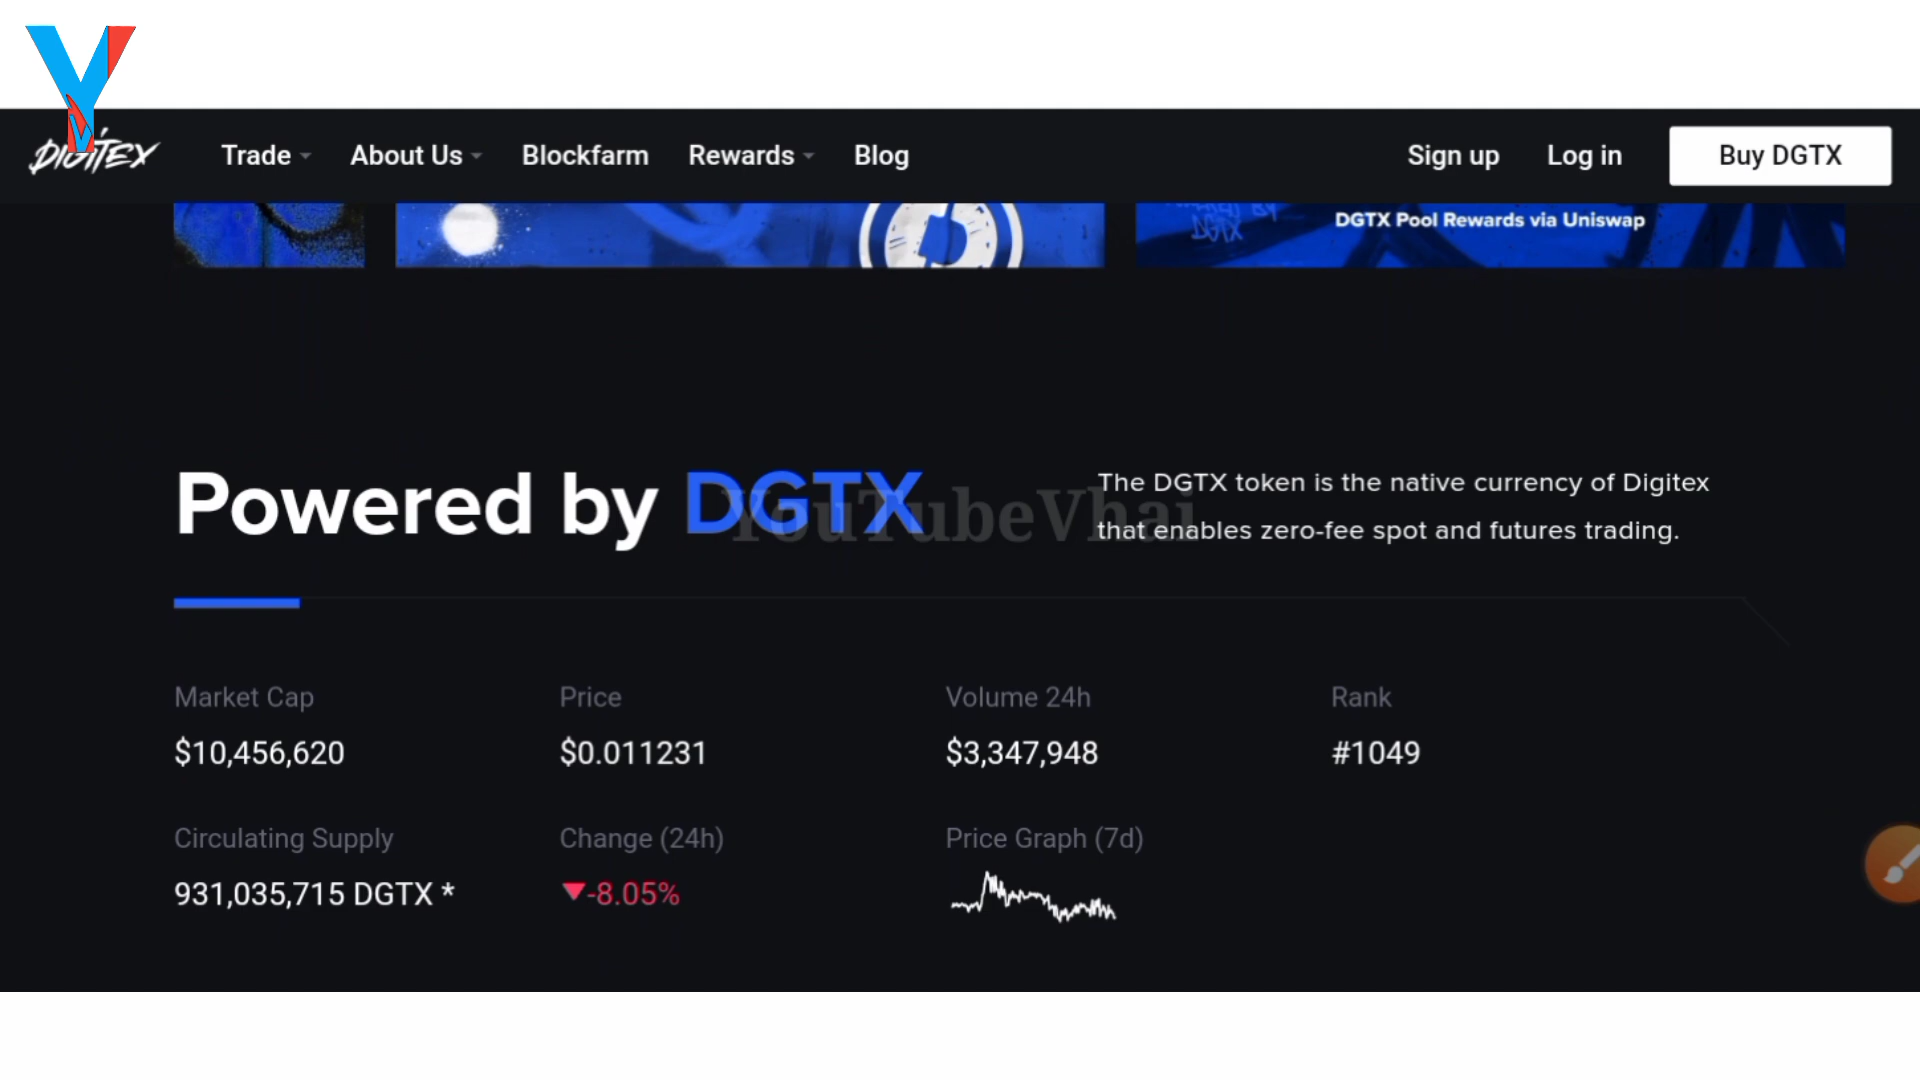 DIGITEX
Trade
About Us
Blockfarm
Rewards
Blog
Sign up
Log in
Buy DGTX
DGTX Pool Rewards via Uniswap
Powered by DGTX
YouTubeVhai
The DGTX token is the native currency of Digitex
that enables zero-fee spot and futures trading.
Market Cap
$10,456,620
Price
$0.011231
Volume 24h
$3,347,948
Rank
#1049
Circulating Supply
931,035,715 DGTX *
Change (24h)
-8.05%
Price Graph (7d)